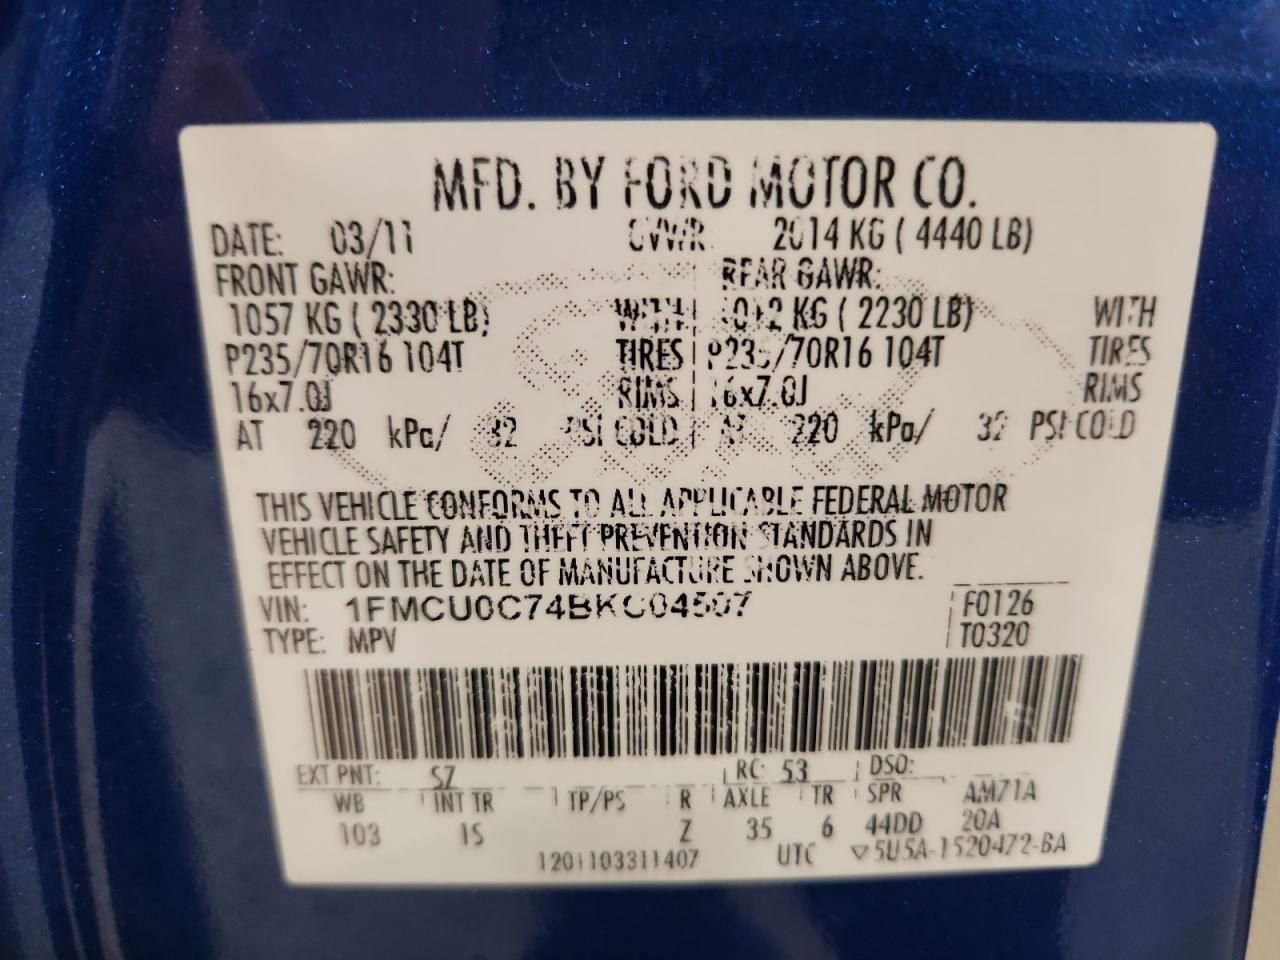 MFD. BY FORD MOTOR CO.
DATE: 03/11 GVWR: 2014 KG ( 4440 LB)
FRONT GAWR: REAR GAWR:
1057 KG ( 2330 LB) WITH 1012 KG ( 2230 LB) WITH
P235/70R16 104T TIRES P235/70R16 104T TIRES
16x7.0J RIMS 16x7.0J RIMS
AT 220 kPa/ 32 PSI COLD AT 220 kPa/ 32 PSI COLD
THIS VEHICLE CONFORMS TO ALL APPLICABLE FEDERAL MOTOR
VEHICLE SAFETY AND THEFT PREVENTION STANDARDS IN
EFFECT ON THE DATE OF MANUFACTURE SHOWN ABOVE.
VIN: 1FMCU0C74BKC04507 F0126
TYPE: MPV T0320
EXT PNT: SZ RC: 53 DSO:
WB INT TR TP/PS R AXLE TR SPR AM71A
103 IS Z 35 6 44DD 20A
1201103311407 UTC ▽5U5A-1520472-BA